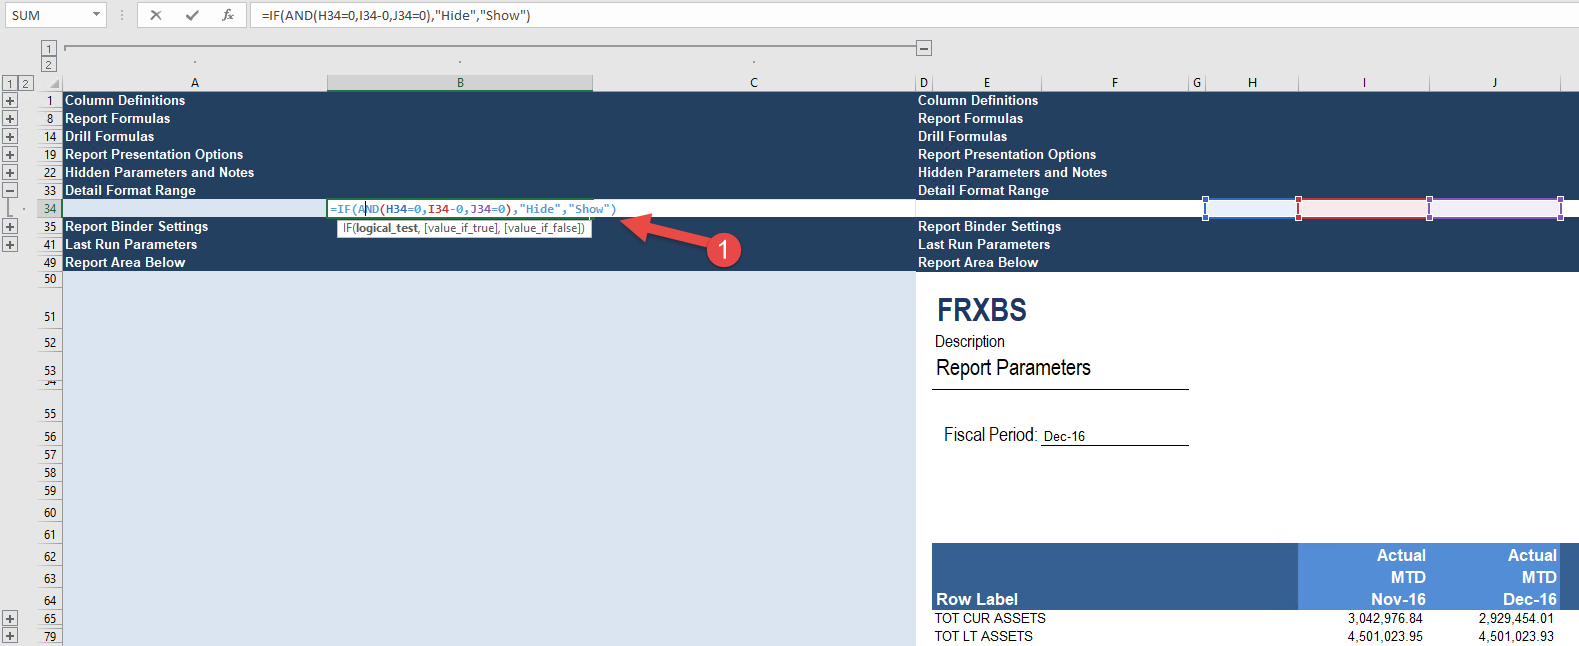 SUM =IF(AND(H34=0,I34-0,J34=0),"Hide","Show")
1
2
1 2 A B C D E F G H I J
1 Column Definitions Column Definitions
8 Report Formulas Report Formulas
14 Drill Formulas Drill Formulas
19 Report Presentation Options Report Presentation Options
22 Hidden Parameters and Notes Hidden Parameters and Notes
33 Detail Format Range Detail Format Range
34 =IF(AND(H34=0,I34-0,J34=0),"Hide","Show")
35 Report Binder Settings Report Binder Settings
IF(logical_test, [value_if_true], [value_if_false])
1
41 Last Run Parameters Last Run Parameters
49 Report Area Below Report Area Below
50
51 FRXBS
52 Description
53 Report Parameters
54
55
56 Fiscal Period: Dec-16
57
58
59
60
61
62 Actual Actual
63 MTD MTD
64 Row Label Nov-16 Dec-16
65 TOT CUR ASSETS 3,042,976.84 2,929,454.01
79 TOT LT ASSETS 4,501,023.95 4,501,023.93